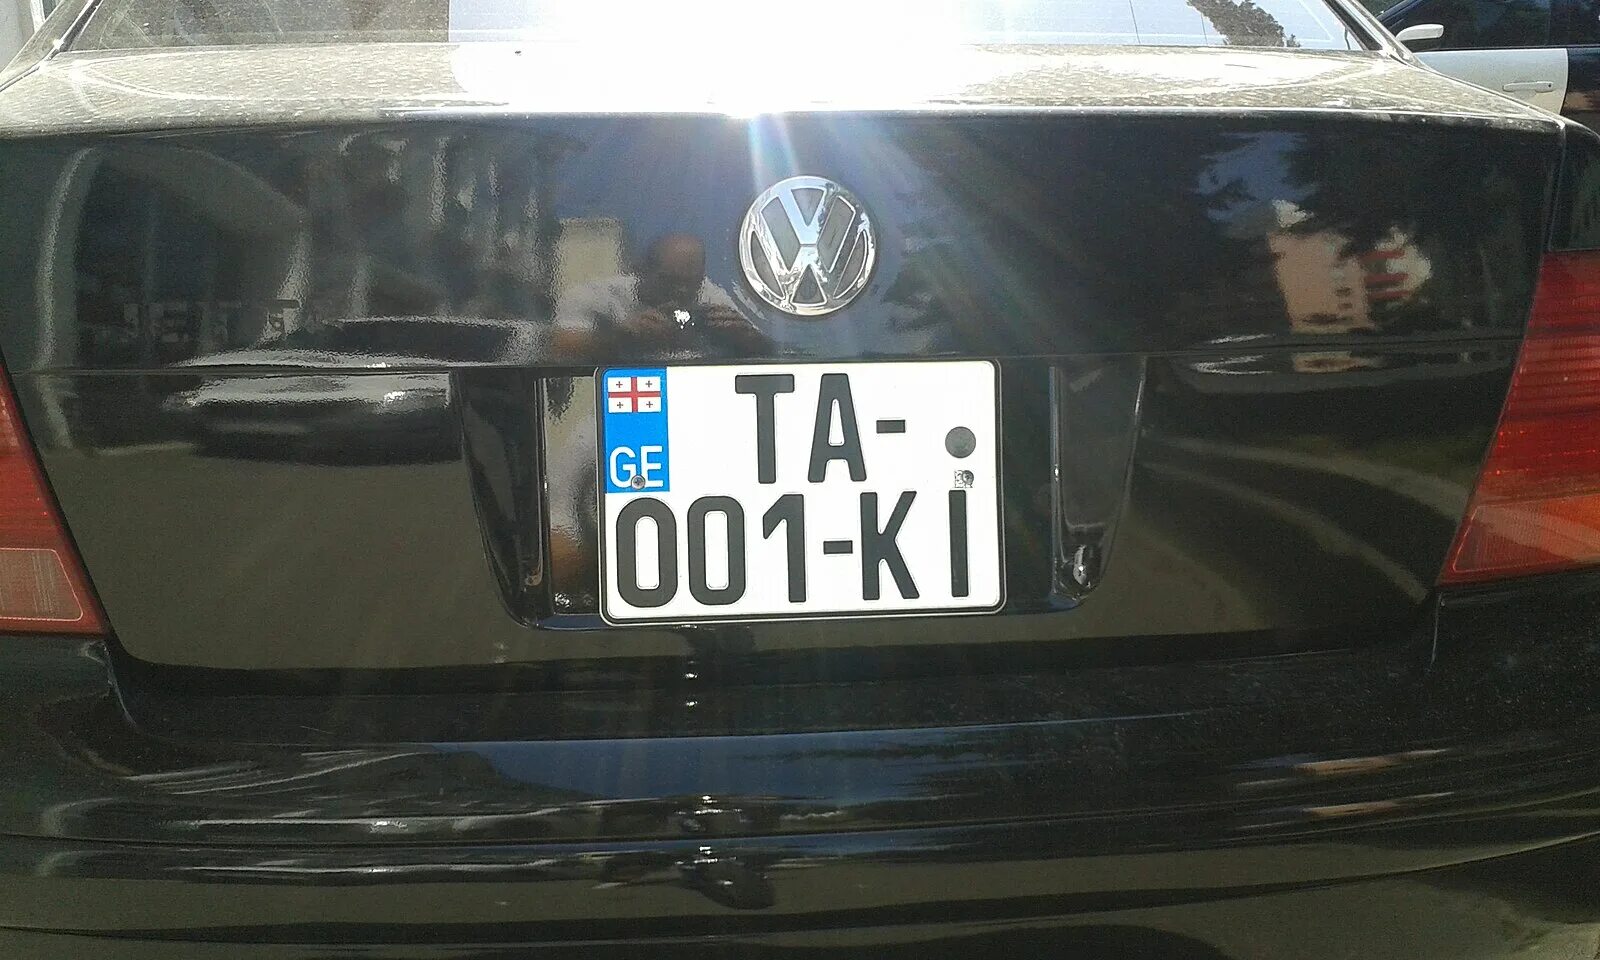 GE
TA-
001-KI